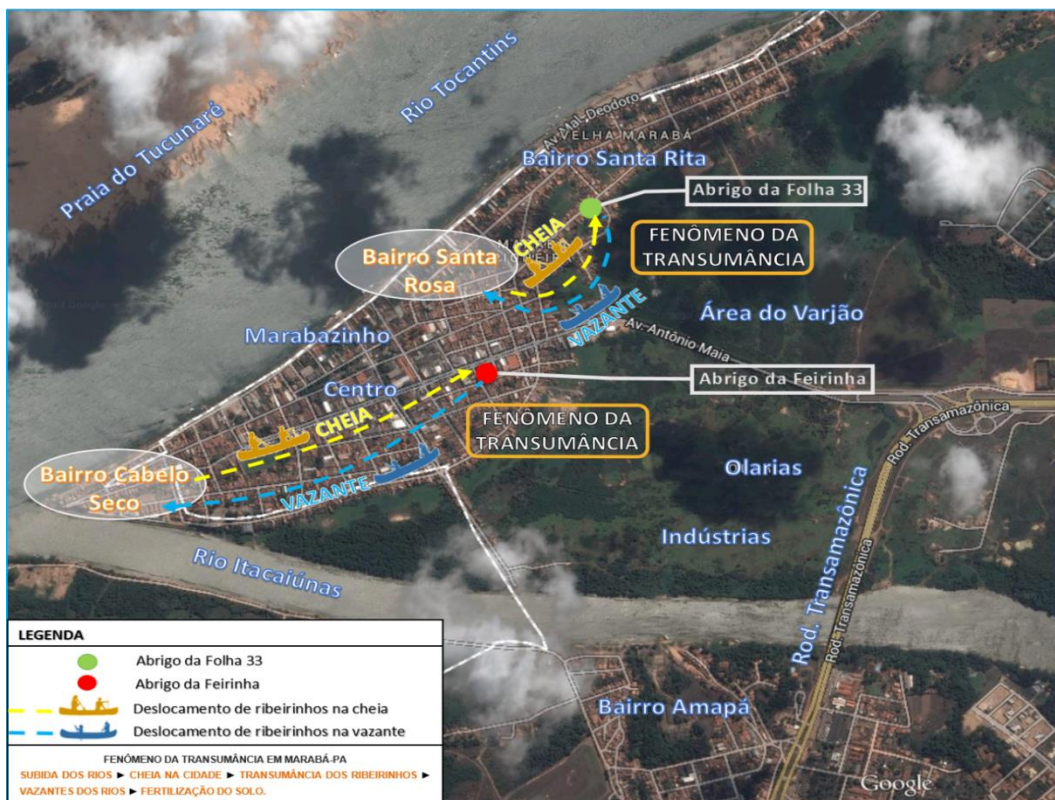 Rio Tocantins
Praia do Tucunaré
Av. Mal. Deodoro
VELHA MARABÁ
Bairro Santa Rita
Abrigo da Folha 33
CHEIA
FENÔMENO DA
TRANSUMÂNCIA
Bairro Santa
Rosa
VAZANTE
Área do Varjão
Marabazinho
Av. Antônio Maia
Centro
Abrigo da Feirinha
Rod. Transamazônica
CHEIA
FENÔMENO DA
TRANSUMÂNCIA
Bairro Cabelo
Seco
VAZANTE
Olarias
Indústrias
Rod. Transamazônica
Rod. Transamazônica
Rod. Transamazônica
Rio Itacaiúnas
Bairro Amapá
LEGENDA
Abrigo da Folha 33
Abrigo da Feirinha
Deslocamento de ribeirinhos na cheia
Deslocamento de ribeirinhos na vazante
FENÔMENO DA TRANSUMÂNCIA EM MARABÁ-PA
SUBIDA DOS RIOS ► CHEIA NA CIDADE ► TRANSUMÂNCIA DOS RIBEIRINHOS ►
VAZANTES DOS RIOS ► FERTILIZAÇÃO DO SOLO.
Google